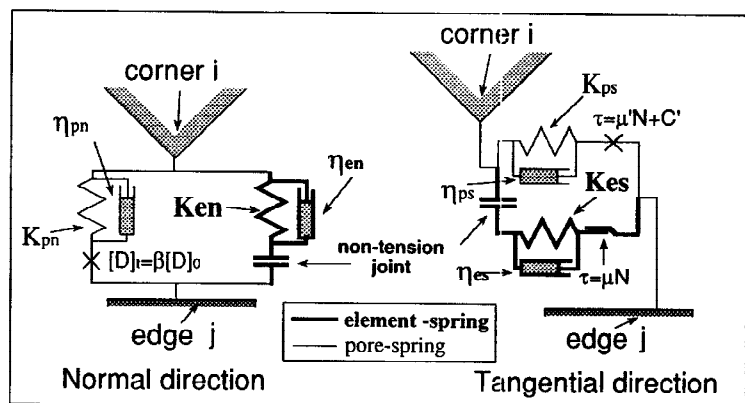 corner i
ηpn
Kpn
Ken
ηen
[D]t=β[D]0
non-tension
joint
edge j
Normal direction
corner i
Kps
τ=μ'N+C'
ηps
Kes
ηes
τ=μN
edge j
Tangential direction
element -spring
pore-spring